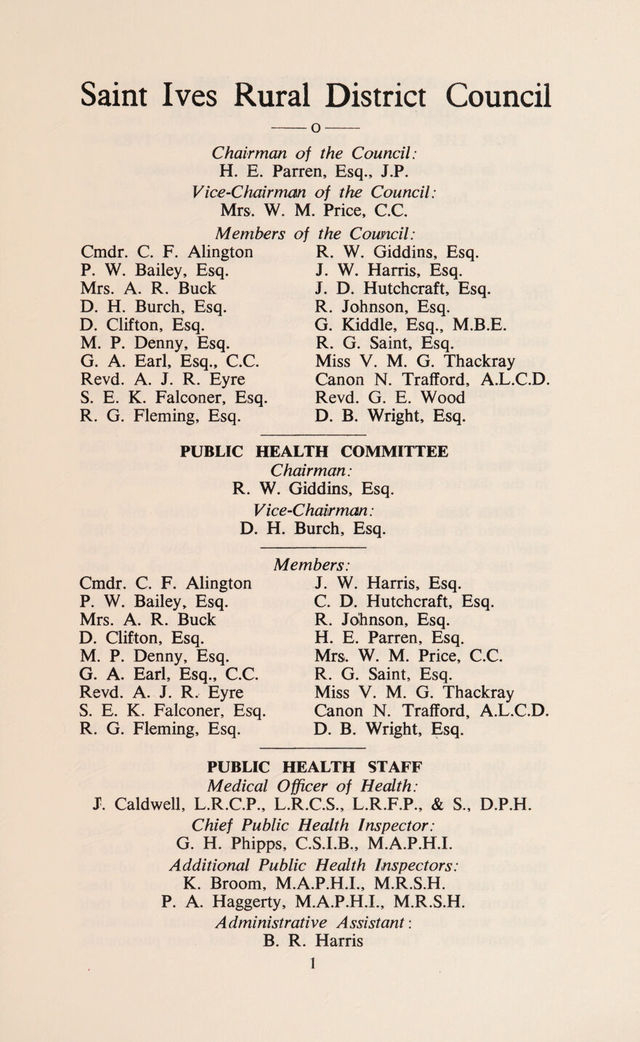 Saint Ives Rural District Council
O
Chairman of the Council:
H. E. Parren, Esq., J.P.
Vice-Chairman of the Council:
Mrs. W. M. Price, C.C.
Members of the Council:
Cmdr. C. F. Alington
P. W. Bailey, Esq.
Mrs. A. R. Buck
D. H. Burch, Esq.
D. Clifton, Esq.
M. P. Denny, Esq.
G. A. Earl, Esq., C.C.
Revd. A. J. R. Eyre
S. E. K. Falconer, Esq.
R. G. Fleming, Esq.
R. W. Giddins, Esq.
J. W. Harris, Esq.
J. D. Hutchcraft, Esq.
R. Johnson, Esq.
G. Kiddle, Esq., M.B.E.
R. G. Saint, Esq.
Miss V. M. G. Thackray
Canon N. Trafford, A.L.C.D.
Revd. G. E. Wood
D. B. Wright, Esq.
PUBLIC HEALTH COMMITTEE
Chairman:
R. W. Giddins, Esq.
Vice-Chairman:
D. H. Burch, Esq.
Members:
Cmdr. C. F. Alington
P. W. Bailey, Esq.
Mrs. A. R. Buck
D. Clifton, Esq.
M. P. Denny, Esq.
G. A. Earl, Esq., C.C.
Revd. A. J. R. Eyre
S. E. K. Falconer, Esq.
R. G. Fleming, Esq.
J. W. Harris, Esq.
C. D. Hutchcraft, Esq.
R. Johnson, Esq.
H. E. Parren, Esq.
Mrs. W. M. Price, C.C.
R. G. Saint, Esq.
Miss V. M. G. Thackray
Canon N. Trafford, A.L.C.D.
D. B. Wright, Esq.
PUBLIC HEALTH STAFF
Medical Officer of Health:
J. Caldwell, L.R.C.P., L.R.C.S., L.R.F.P., & S., D.P.H.
Chief Public Health Inspector:
G. H. Phipps, C.S.I.B., M.A.P.H.I.
Additional Public Health Inspectors:
K. Broom, M.A.P.H.I., M.R.S.H.
P. A. Haggerty, M.A.P.H.I., M.R.S.H.
Administrative Assistant:
B. R. Harris
1